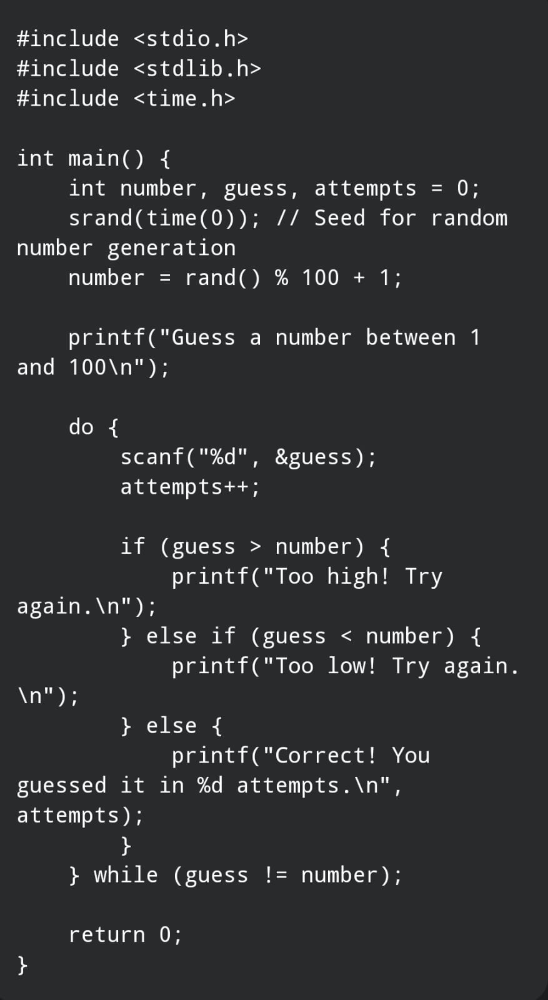 #include <stdio.h>
#include <stdlib.h>
#include <time.h>

int main() {
    int number, guess, attempts = 0;
    srand(time(0)); // Seed for random
number generation
    number = rand() % 100 + 1;

    printf("Guess a number between 1
and 100\n");

    do {
        scanf("%d", &guess);
        attempts++;

        if (guess > number) {
            printf("Too high! Try
again.\n");
        } else if (guess < number) {
            printf("Too low! Try again.
\n");
        } else {
            printf("Correct! You
guessed it in %d attempts.\n",
attempts);
        }
    } while (guess != number);

    return 0;
}